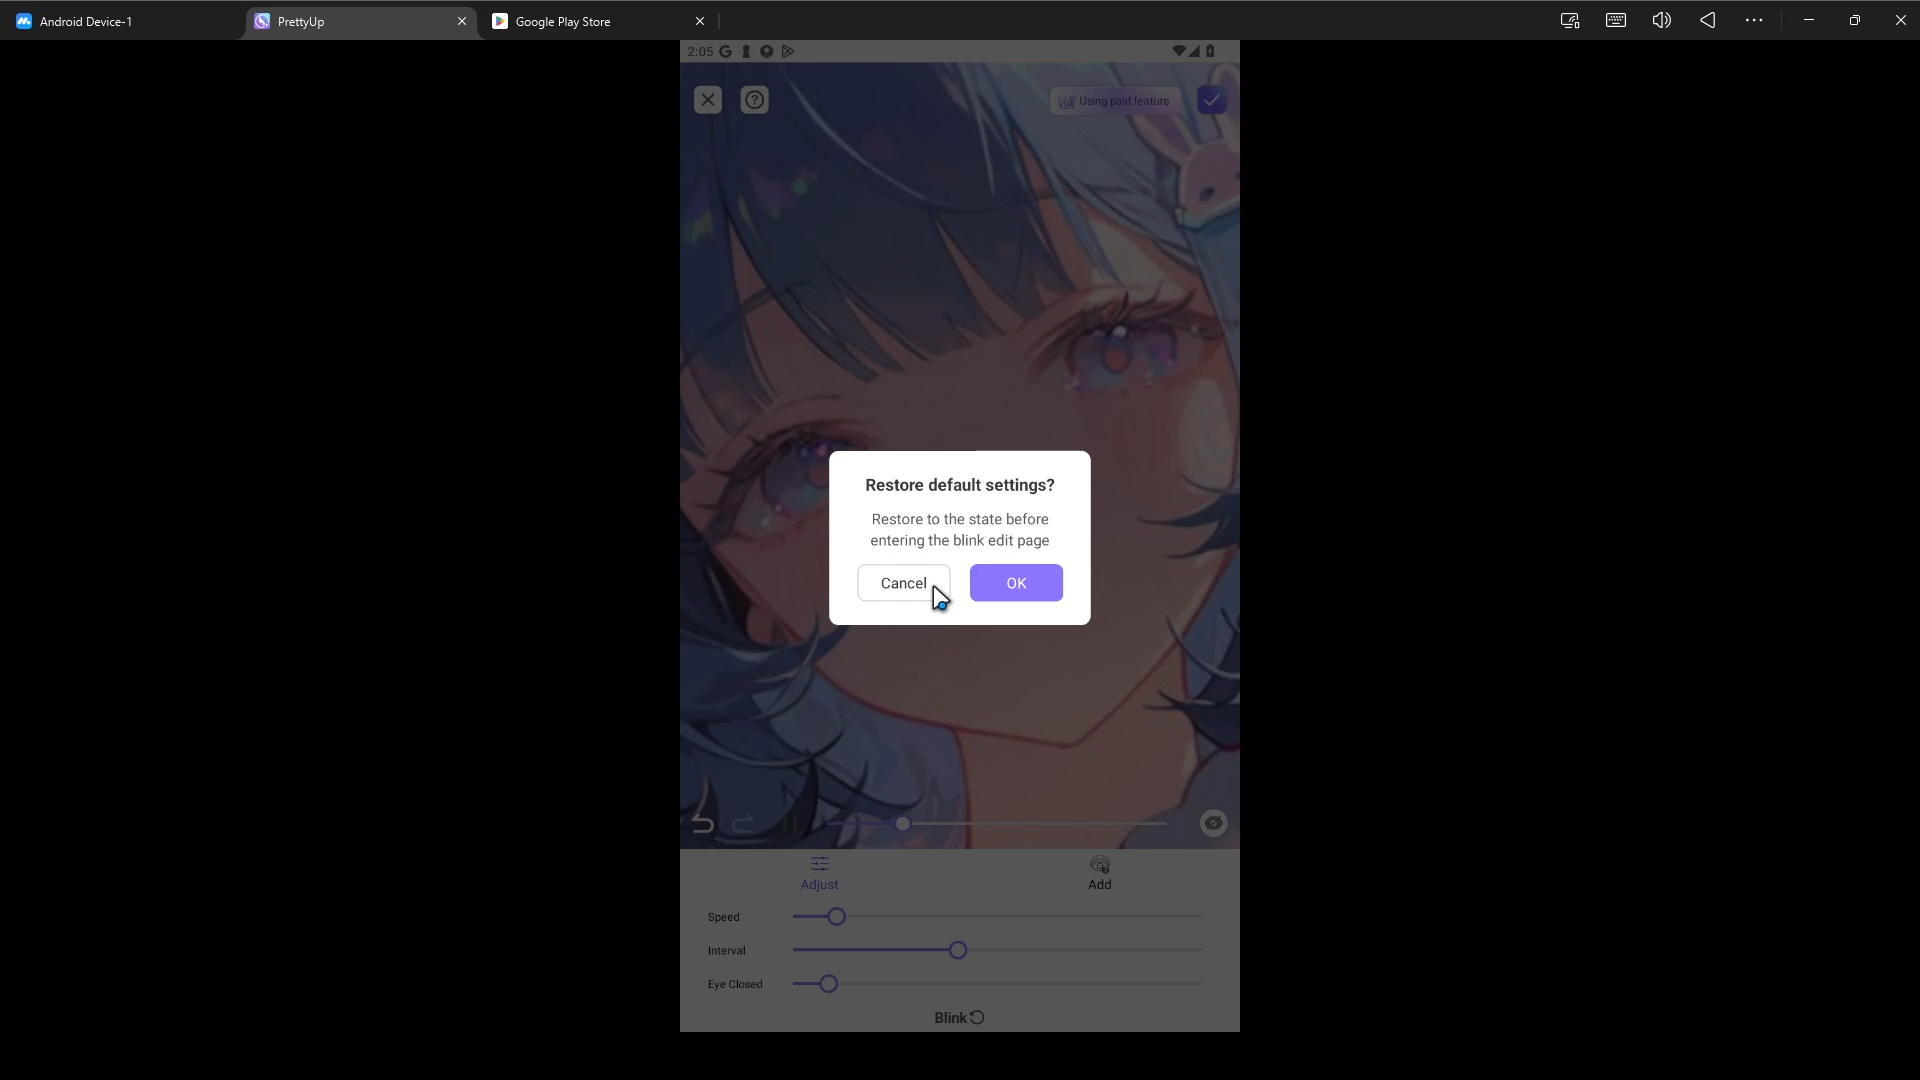 Android Device-1
PrettyUp
Google Play Store
2:05
Using paid feature
Restore default settings?
Restore to the state before
entering the blink edit page
Cancel
OK
Adjust
Add
Speed
Interval
Eye Closed
Blink